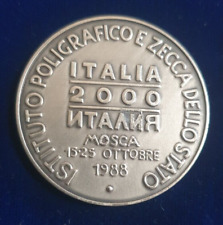 ISTITUTO POLIGRAFICO E ZECCA DELLO STATO
ITALIA
2000
ИТАЛИЯ
MOSCA
15-25 OTTOBRE
1988